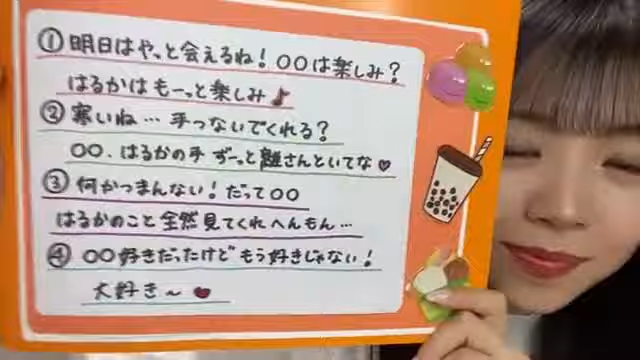 ①明日はやっと会えるね！〇〇は楽しみ？
はるかはもーっと楽しみ♪
②寒いね…手つないでくれる？
〇〇、はるかの手ずーっと離さんといてな♥
③何かつまんない！だって〇〇
はるかのこと全然見てくれへんもん…
④〇〇好きだったけどもう好きじゃない！
大好き～♥